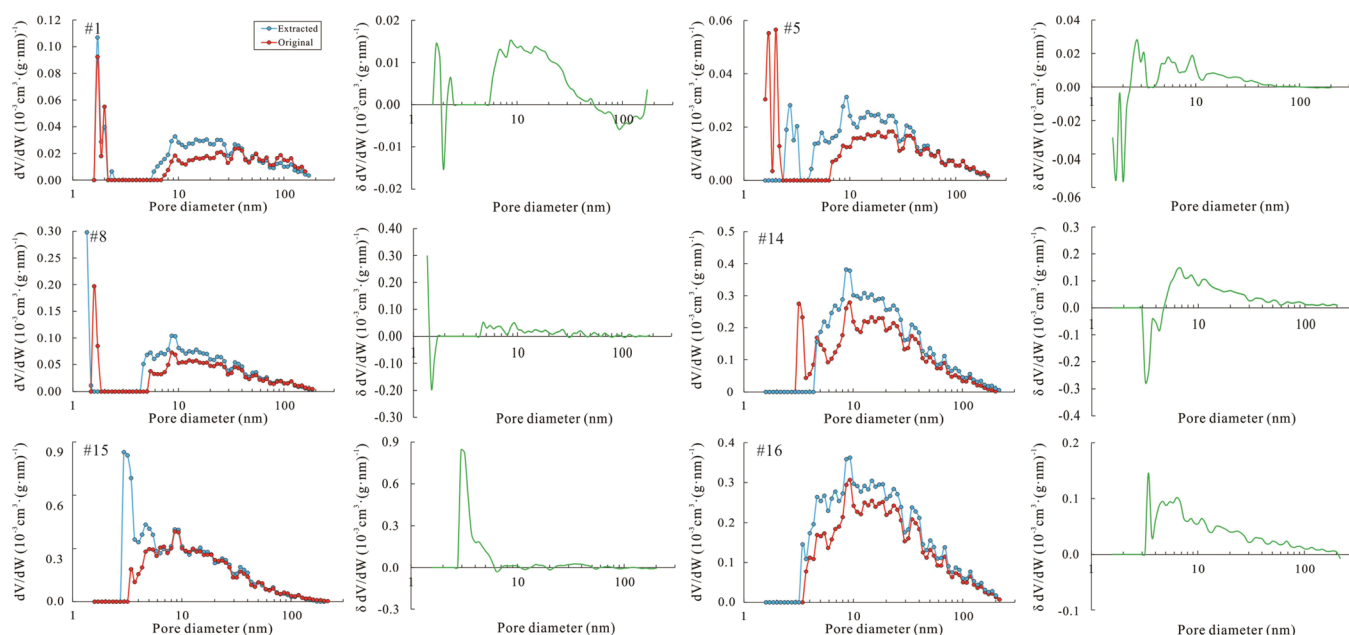 #1
Extracted
Original
dV/dW (10⁻³cm³·(g·nm)⁻¹)
0.12
0.10
0.08
0.06
0.04
0.02
0.00
1 10 100
Pore diameter (nm)
δ dV/dW (10⁻³cm³·(g·nm)⁻¹)
0.02
0.01
0.00
-0.01
-0.02
1 10 100
Pore diameter (nm)
#5
dV/dW (10⁻³cm³·(g·nm)⁻¹)
0.06
0.04
0.02
0.00
1 10 100
Pore diameter (nm)
δ dV/dW (10⁻³cm³·(g·nm)⁻¹)
0.04
0.02
0.00
-0.02
-0.04
-0.06
1 10 100
Pore diameter (nm)
#8
dV/dW (10⁻³cm³·(g·nm)⁻¹)
0.30
0.25
0.20
0.15
0.10
0.05
0.00
1 10 100
Pore diameter (nm)
δ dV/dW (10⁻³cm³·(g·nm)⁻¹)
0.40
0.30
0.20
0.10
0.00
-0.10
-0.20
-0.30
1 10 100
Pore diameter (nm)
#14
dV/dW (10⁻³cm³·(g·nm)⁻¹)
0.5
0.4
0.3
0.2
0.1
0
1 10 100
Pore diameter (nm)
δ dV/dW (10⁻³cm³·(g·nm)⁻¹)
0.3
0.2
0.1
0.0
-0.1
-0.2
-0.3
-0.4
1 10 100
Pore diameter (nm)
#15
dV/dW (10⁻³cm³·(g·nm)⁻¹)
0.9
0.6
0.3
0.0
1 10 100
Pore diameter (nm)
δ dV/dW (10⁻³cm³·(g·nm)⁻¹)
0.9
0.6
0.3
0.0
-0.3
1 10 100
Pore diameter (nm)
#16
dV/dW (10⁻³cm³·(g·nm)⁻¹)
0.4
0.3
0.2
0.1
0.0
1 10 100
Pore diameter (nm)
δ dV/dW (10⁻³cm³·(g·nm)⁻¹)
0.2
0.1
0.0
-0.1
1 10 100
Pore diameter (nm)